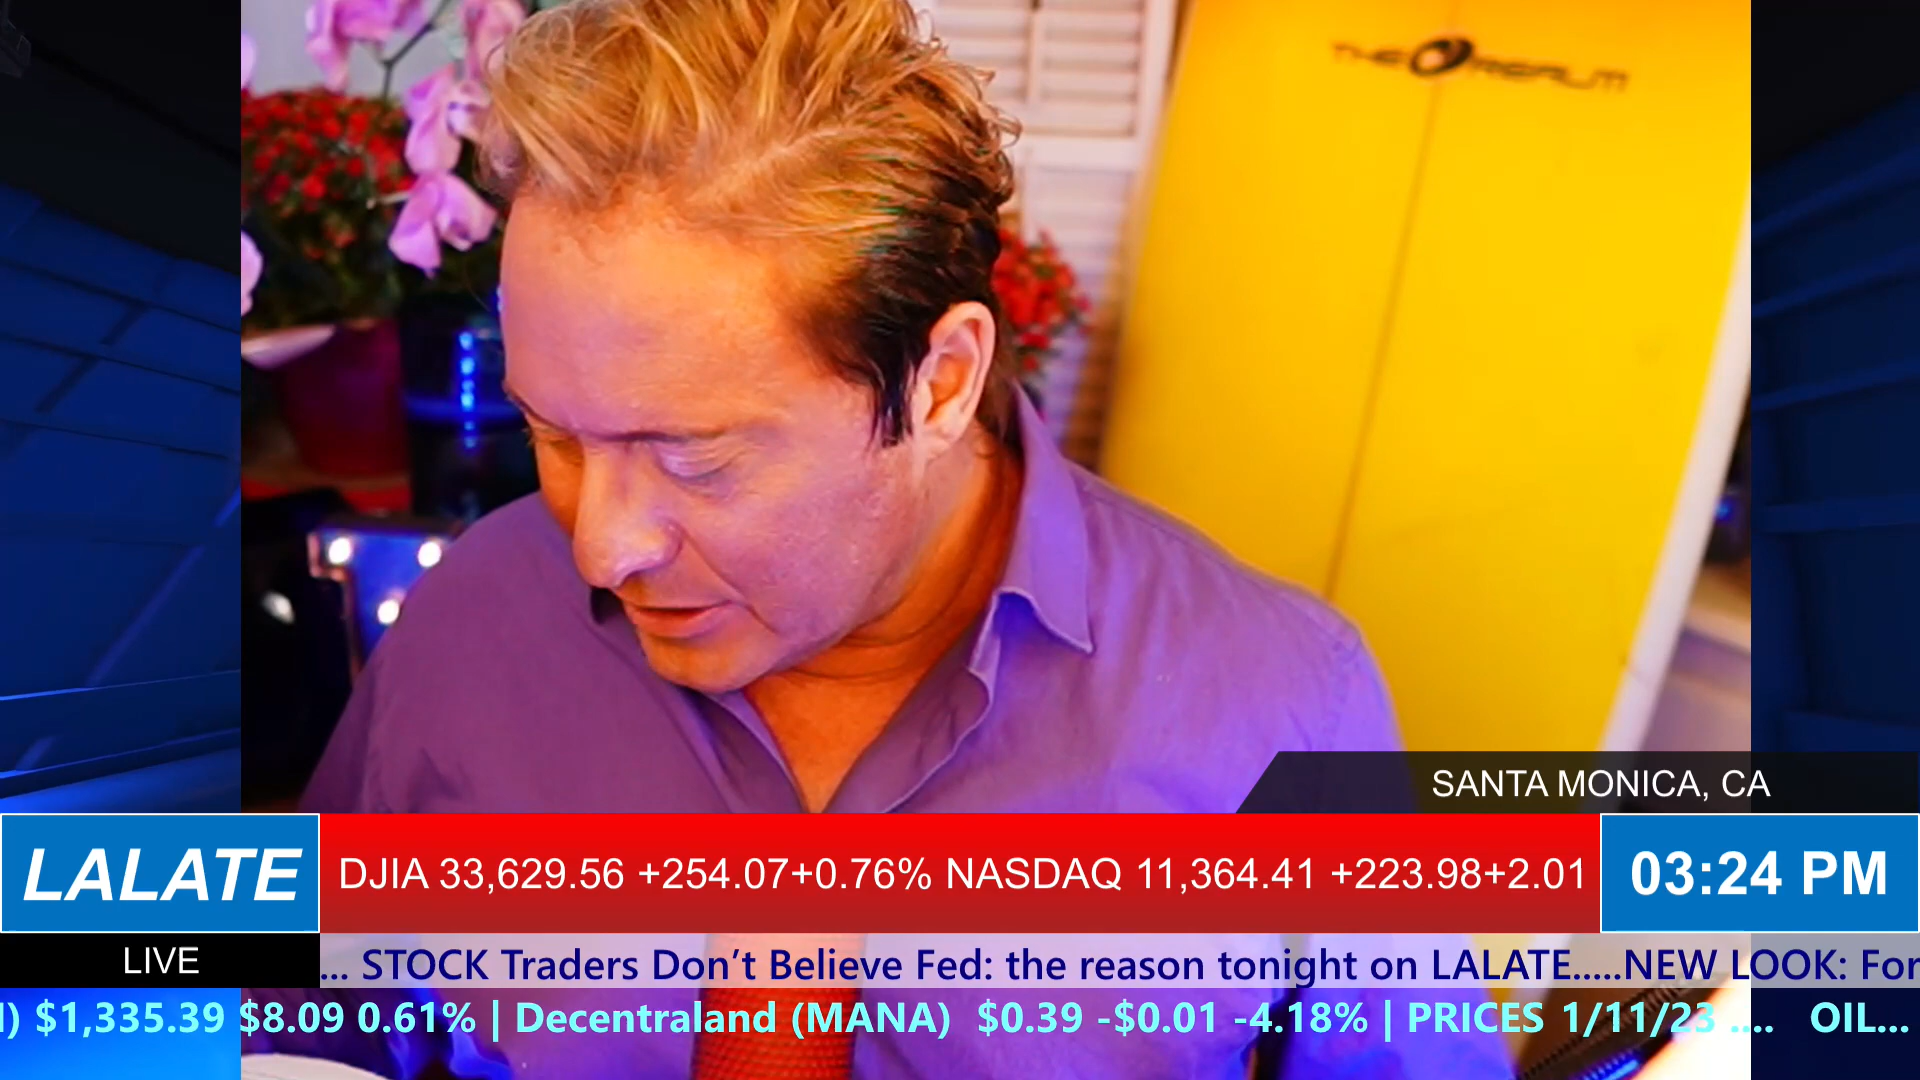 SANTA MONICA, CA
LALATE
DJIA 33,629.56 +254.07+0.76% NASDAQ 11,364.41 +223.98+2.01
03:24 PM
LIVE
... STOCK Traders Don’t Believe Fed: the reason tonight on LALATE.....NEW LOOK: For
) $1,335.39 $8.09 0.61% | Decentraland (MANA) $0.39 -$0.01 -4.18% | PRICES 1/11/23 .... OIL...